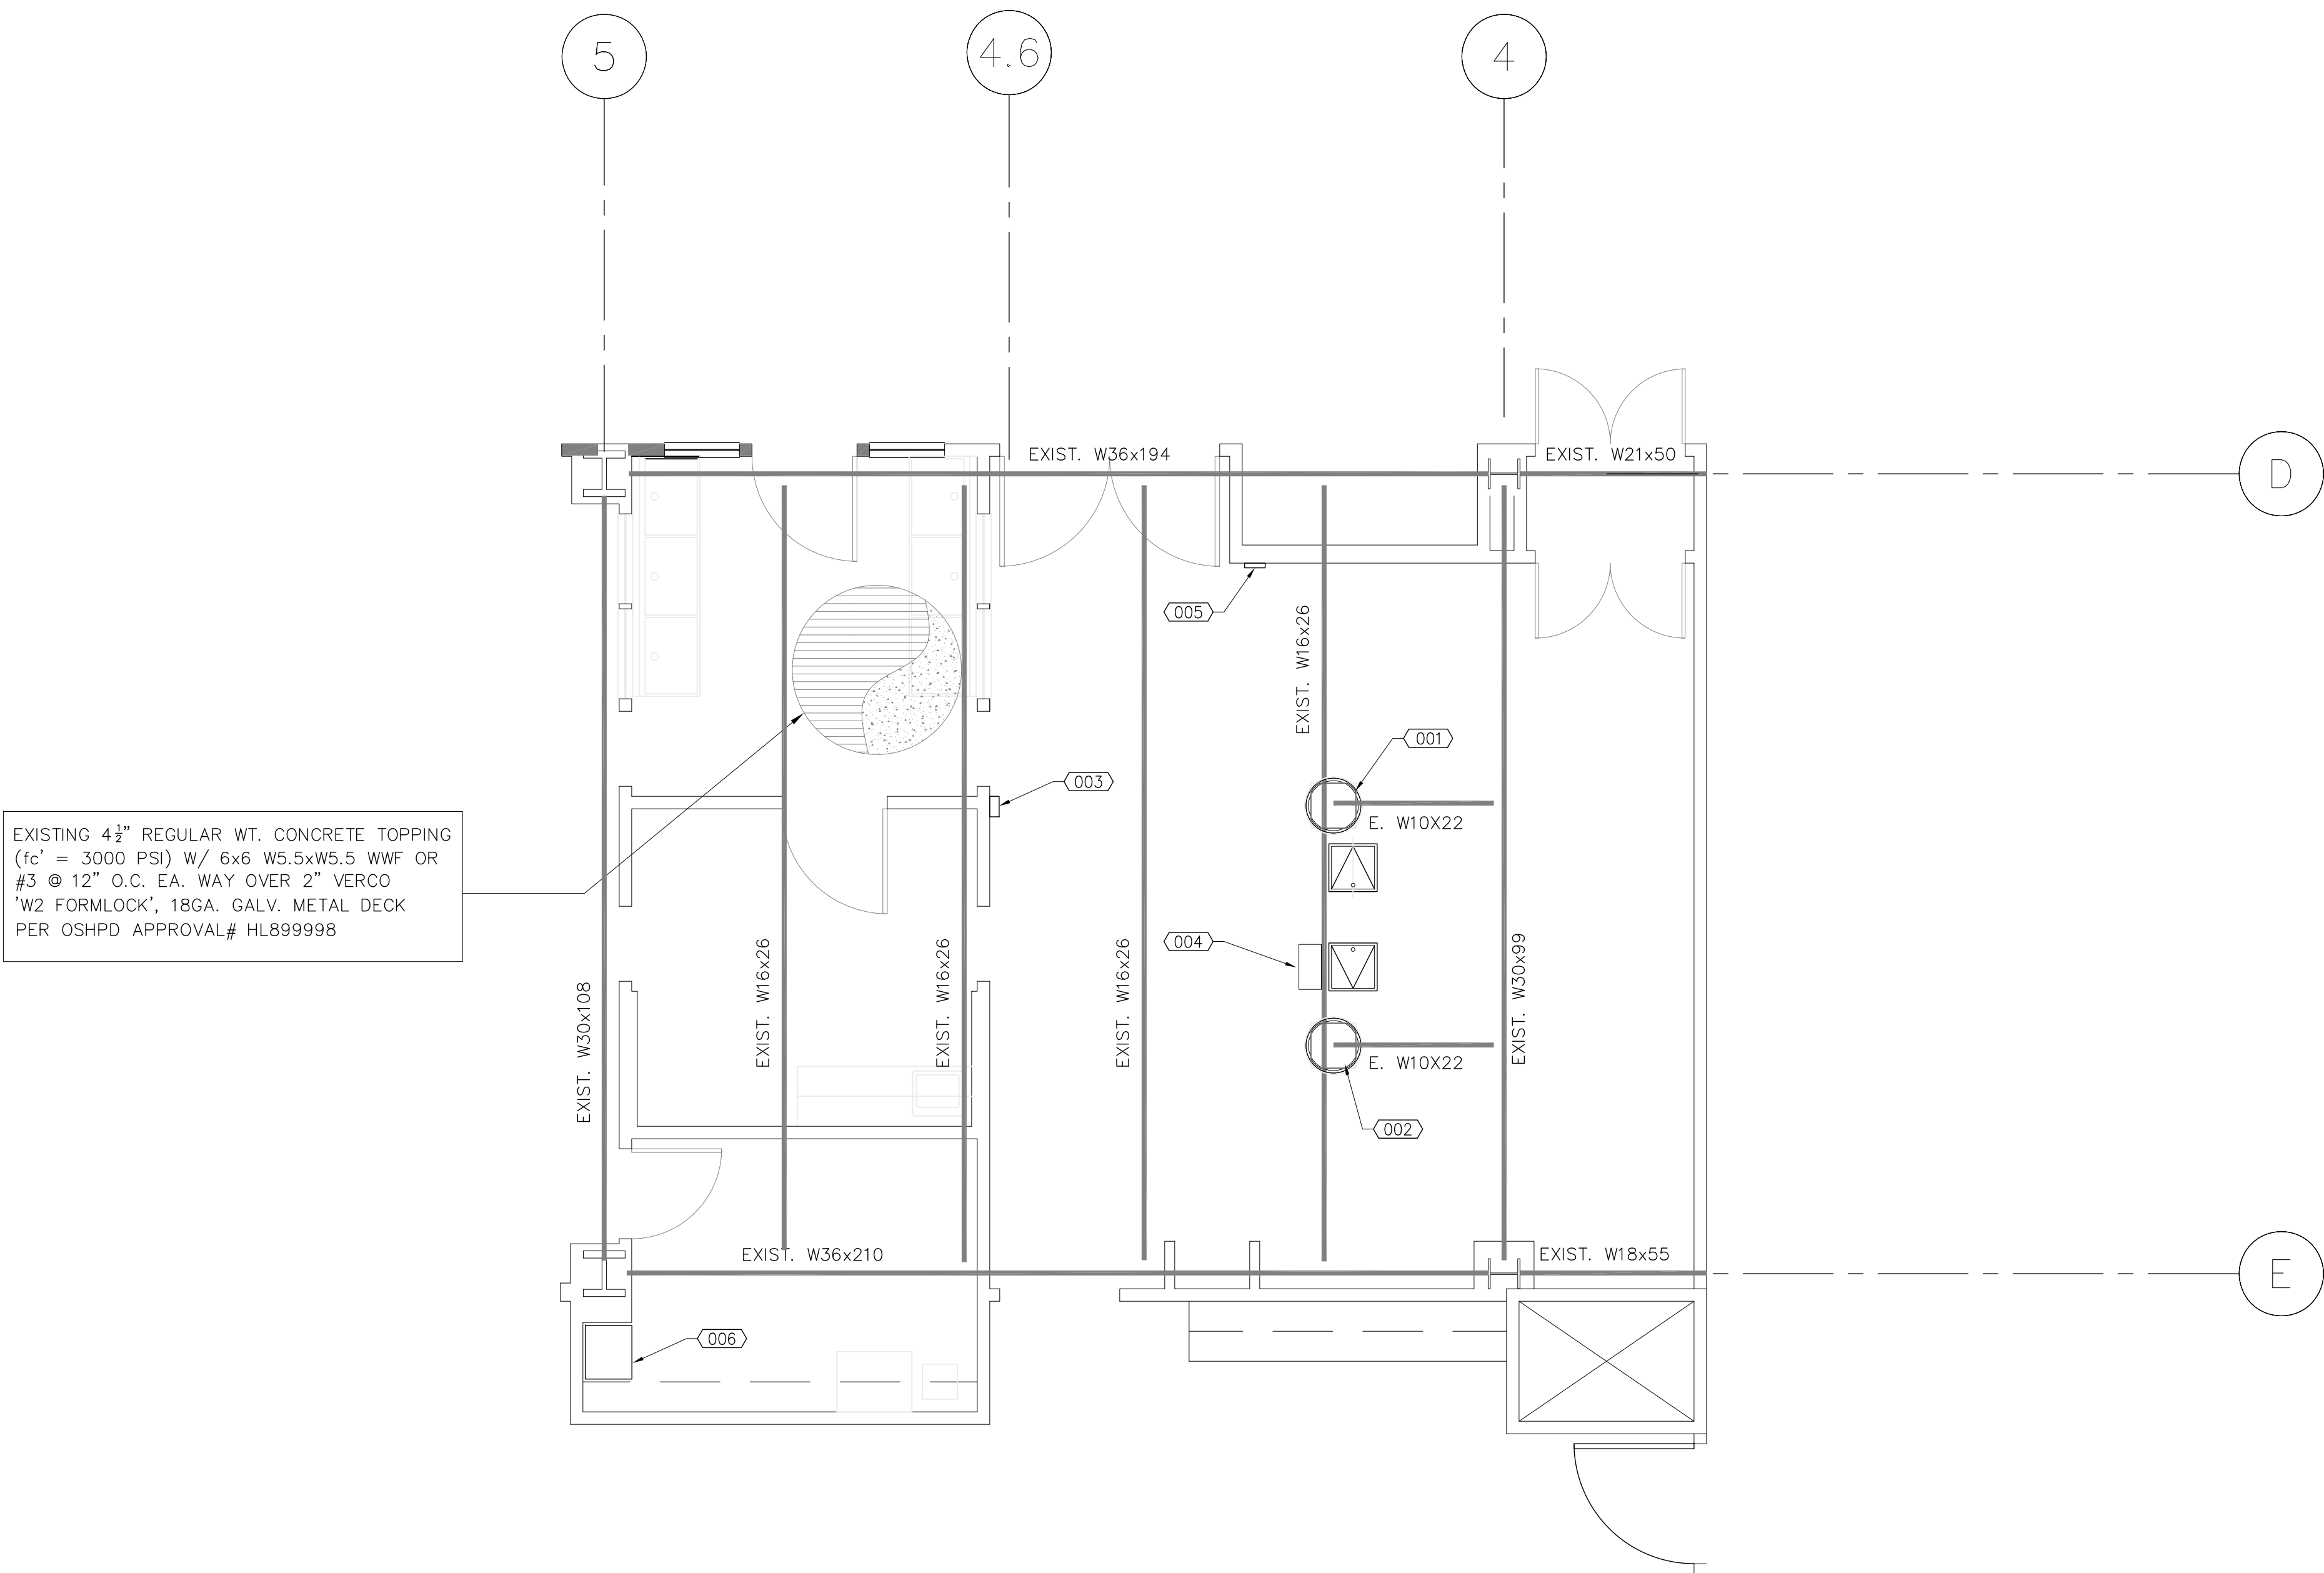 5
4.6
4
EXIST. W36x194
EXIST. W21x50
D
005
EXIST. W16x26
001
003
E. W10X22
EXISTING 4½" REGULAR WT. CONCRETE TOPPING
(fc' = 3000 PSI) W/ 6x6 W5.5xW5.5 WWF OR
#3 @ 12" O.C. EA. WAY OVER 2" VERCO
'W2 FORMLOCK', 18GA. GALV. METAL DECK
PER OSHPD APPROVAL# HL899998
004
EXIST. W30x108
EXIST. W16x26
EXIST. W16x26
EXIST. W16x26
EXIST. W30x99
E. W10X22
002
EXIST. W36x210
EXIST. W18x55
E
006